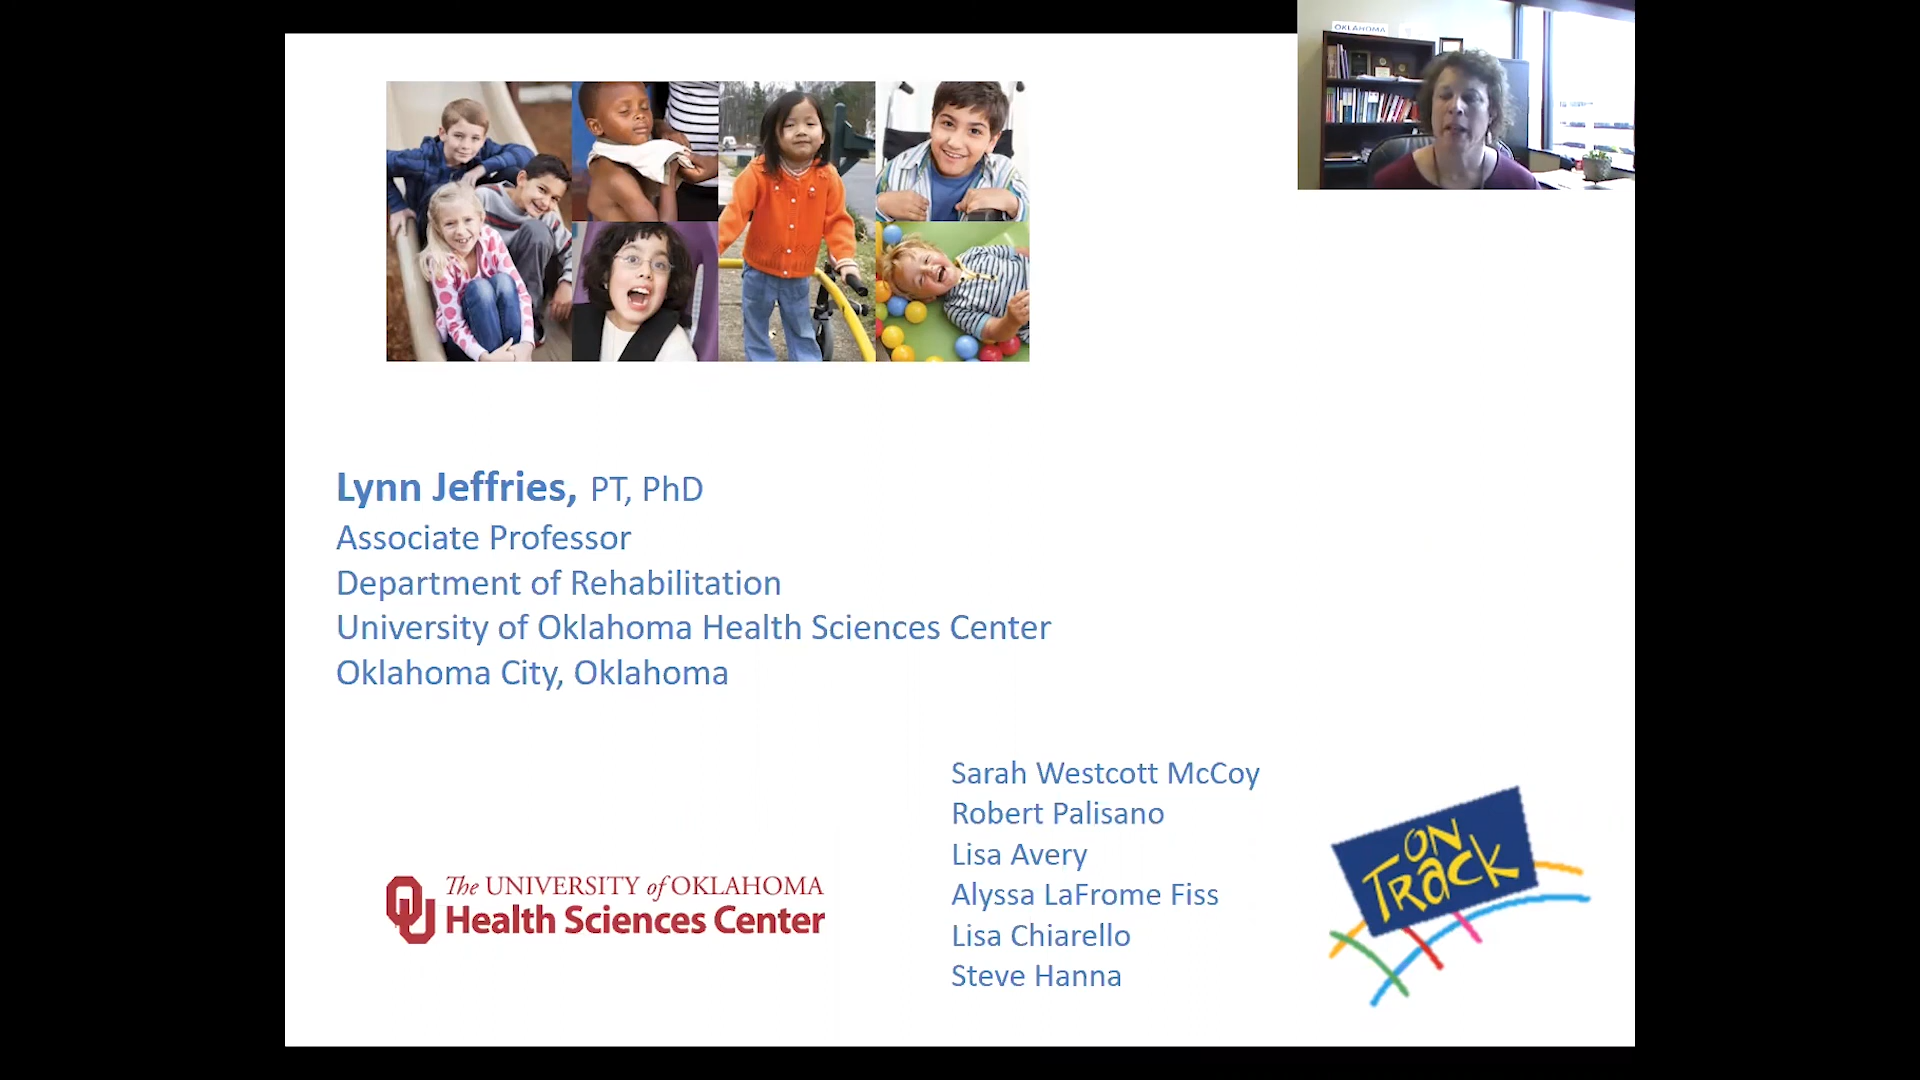 OKLAHOMA
Lynn Jeffries, PT, PhD
Associate Professor
Department of Rehabilitation
University of Oklahoma Health Sciences Center
Oklahoma City, Oklahoma
Sarah Westcott McCoy
Robert Palisano
Lisa Avery
Alyssa LaFrome Fiss
Lisa Chiarello
Steve Hanna
The UNIVERSITY of OKLAHOMA
Health Sciences Center
ON
TRacK